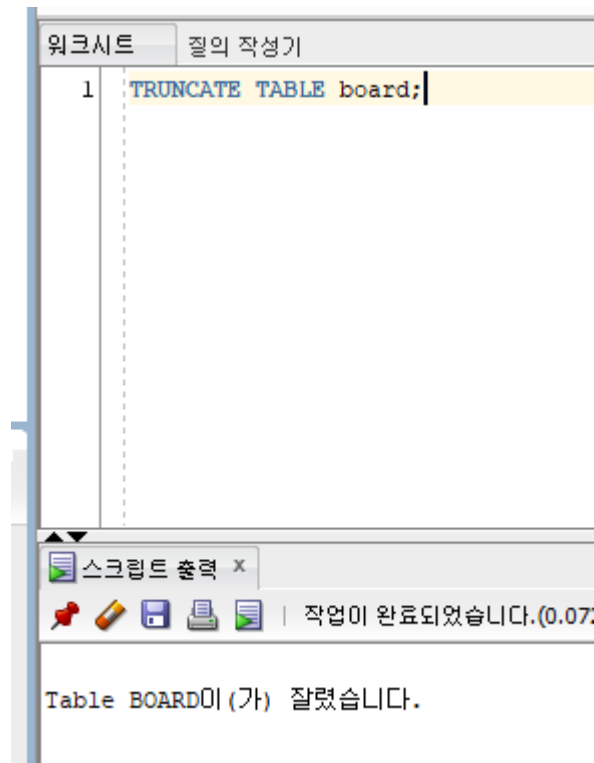 워크시트 질의 작성기
1 TRUNCATE TABLE board;
스크립트 출력 x
작업이 완료되었습니다.(0.072
Table BOARD이(가) 잘렸습니다.